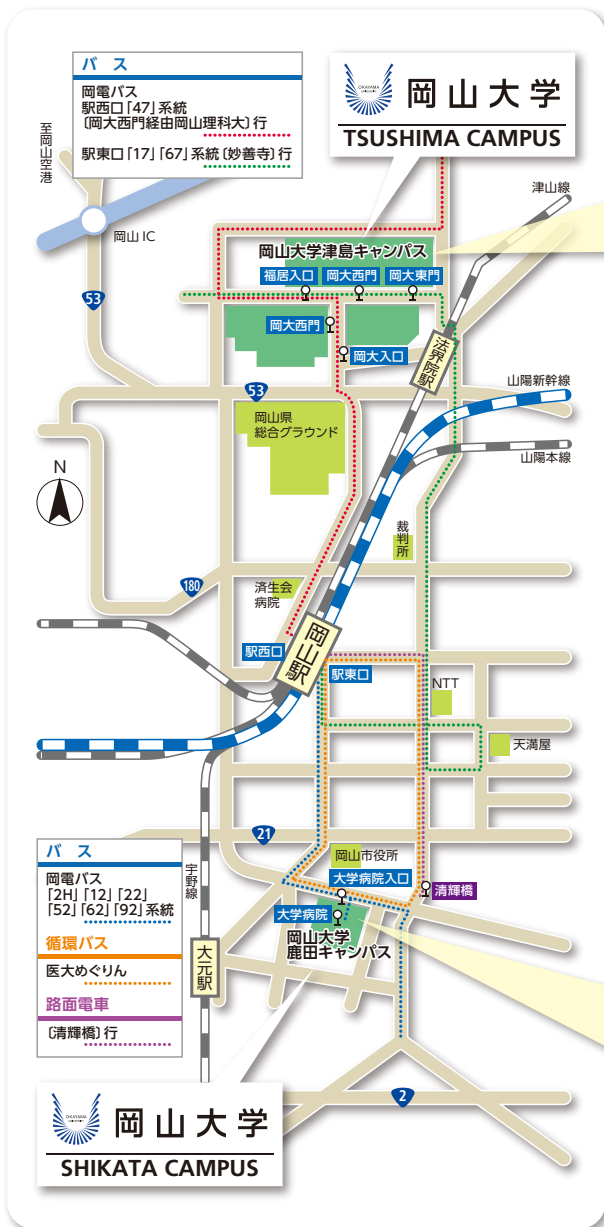 バス
岡電バス
駅西口「47」系統
〔岡大西門経由岡山理科大〕行
駅東口「17」「67」系統〔妙善寺〕行
OKAYAMA
岡山大学
TSUSHIMA CAMPUS
至岡山空港
岡山IC
津山線
岡山大学津島キャンパス
福居入口
岡大西門
岡大東門
53
岡大西門
岡大入口
法界院駅
53
山陽新幹線
岡山県
総合グラウンド
山陽本線
N
裁判所
180
済生会
病院
岡山駅
駅西口
駅東口
NTT
天満屋
21
バス
岡電バス
「2H」「12」「22」
「52」「62」「92」系統
循環バス
医大めぐりん
路面電車
〔清輝橋〕行
宇野線
岡山市役所
大学病院入口
清輝橋
大学病院
岡山大学
鹿田キャンパス
大元駅
2
OKAYAMA
岡山大学
SHIKATA CAMPUS